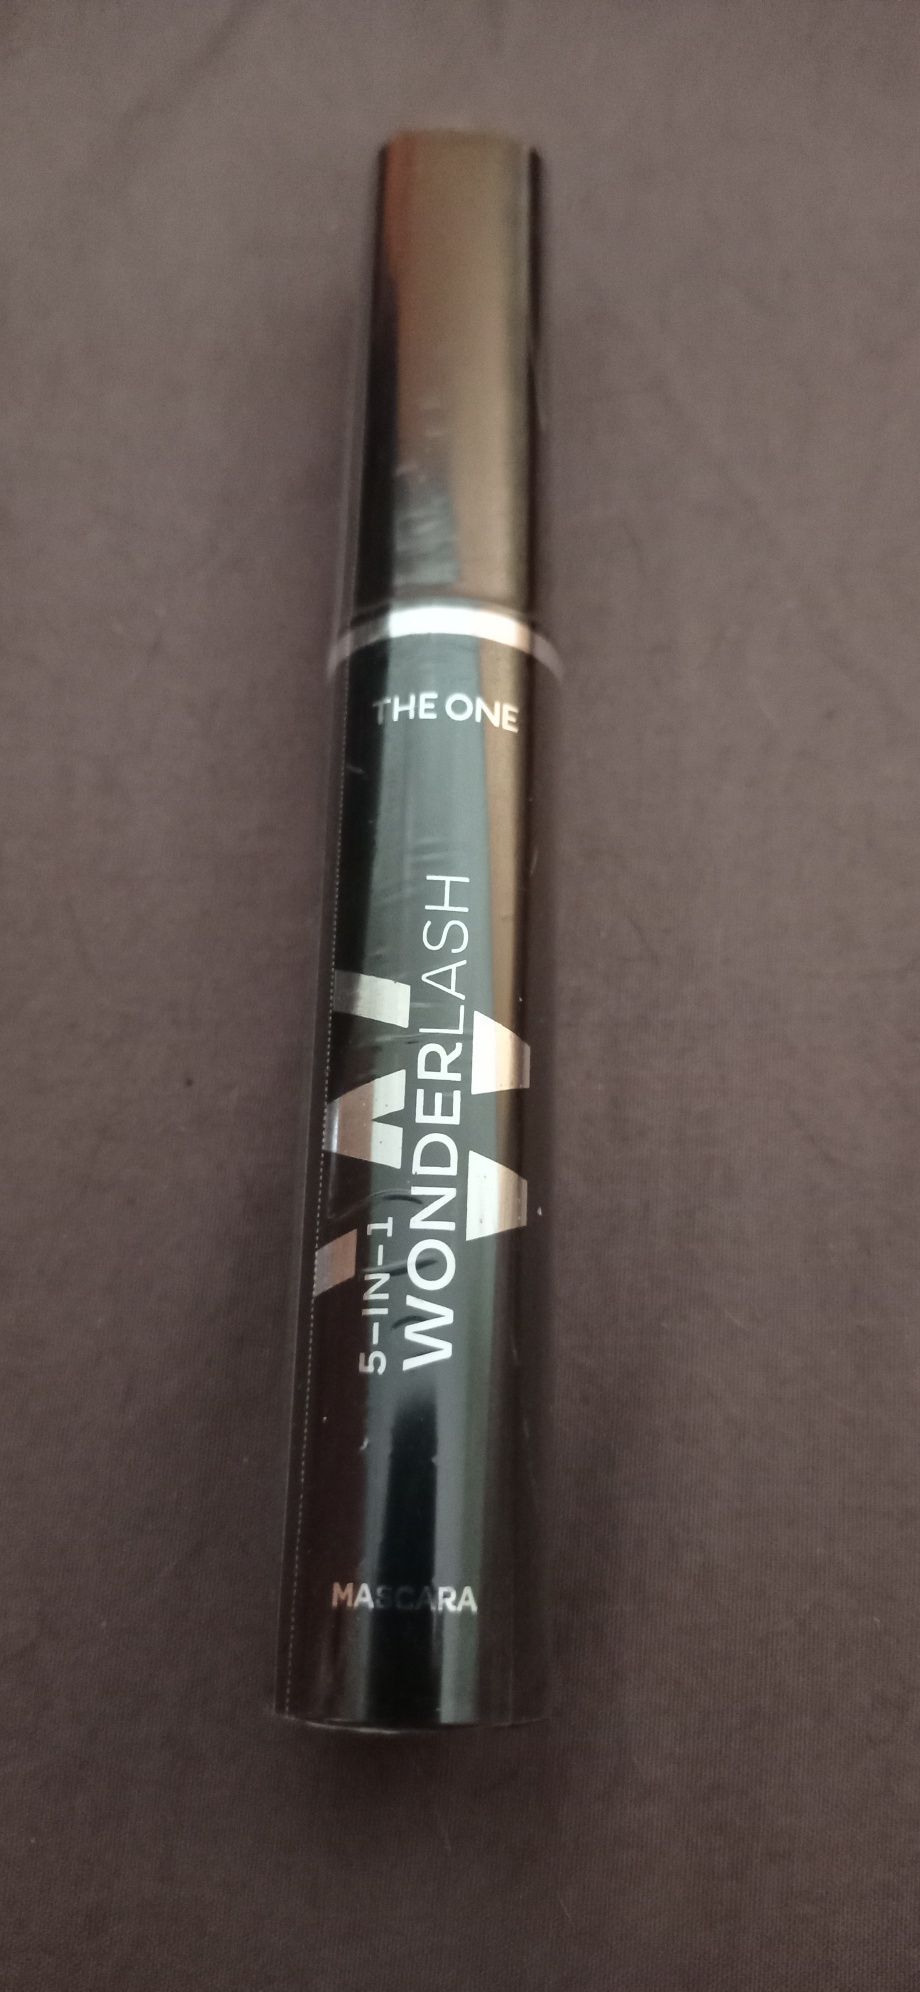 THE ONE
5-IN-1
WONDERLASH
MASCARA